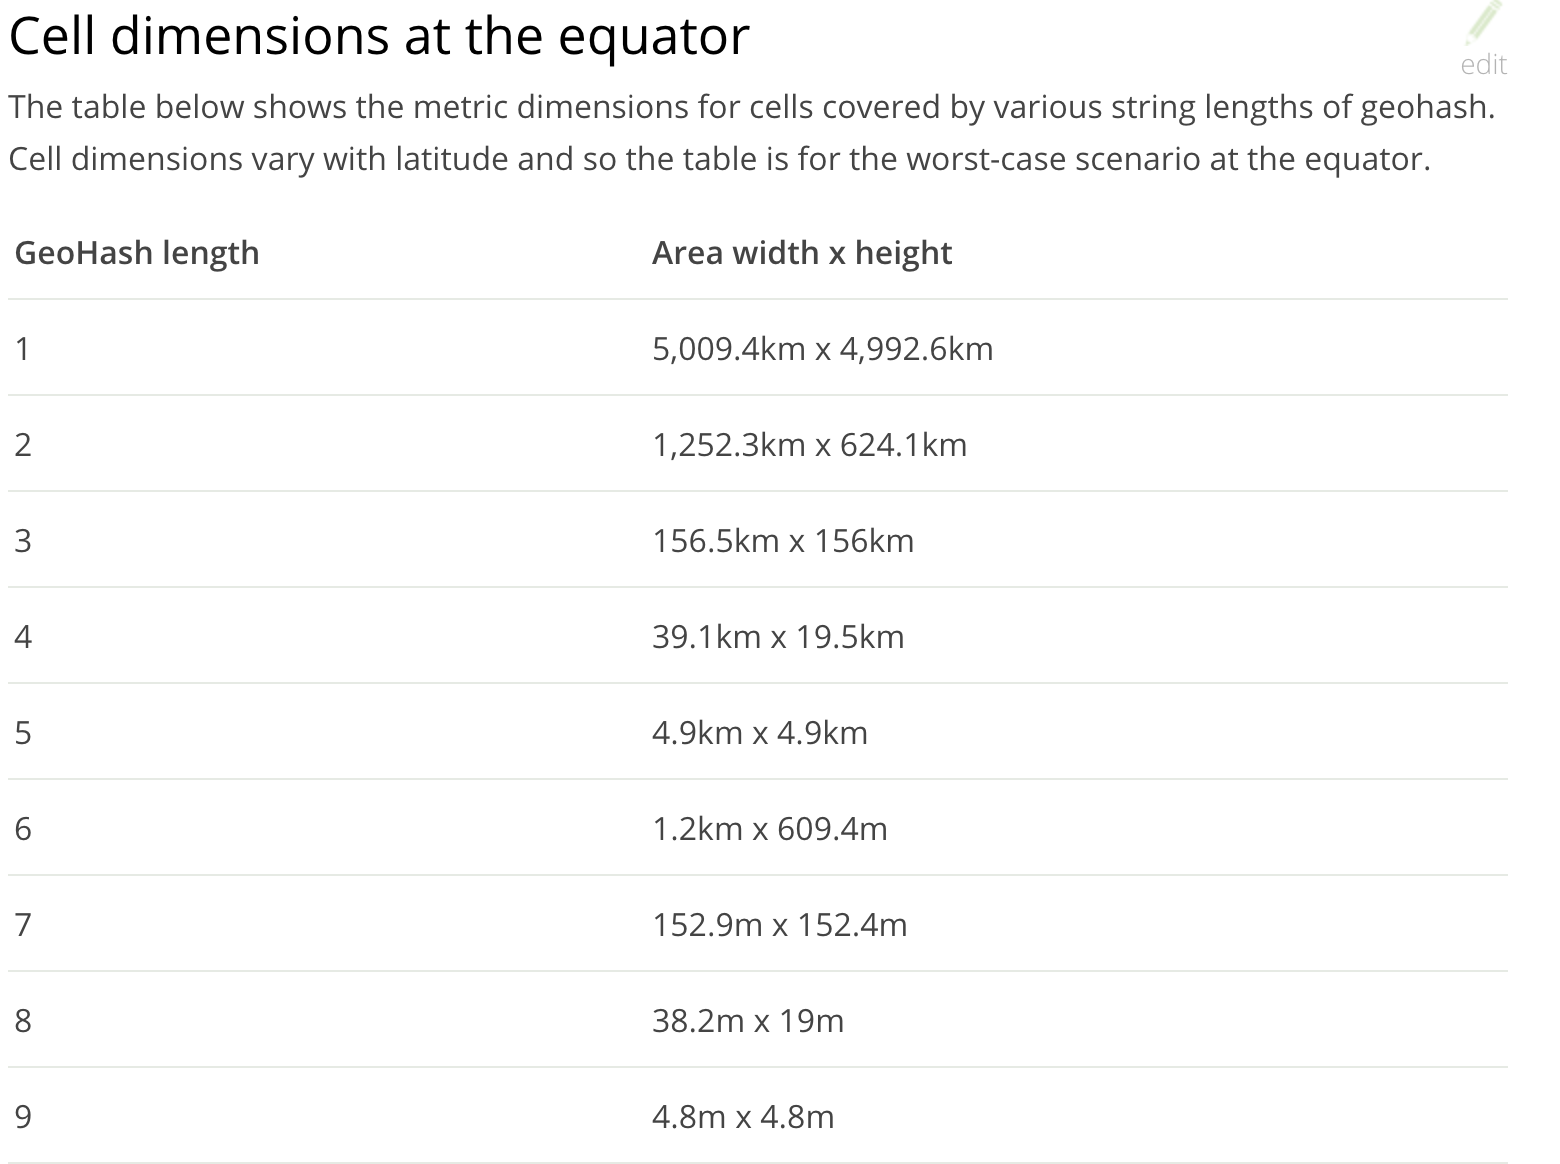 Cell dimensions at the equator
edit
The table below shows the metric dimensions for cells covered by various string lengths of geohash.
Cell dimensions vary with latitude and so the table is for the worst-case scenario at the equator.
GeoHash length Area width x height
1 5,009.4km x 4,992.6km
2 1,252.3km x 624.1km
3 156.5km x 156km
4 39.1km x 19.5km
5 4.9km x 4.9km
6 1.2km x 609.4m
7 152.9m x 152.4m
8 38.2m x 19m
9 4.8m x 4.8m